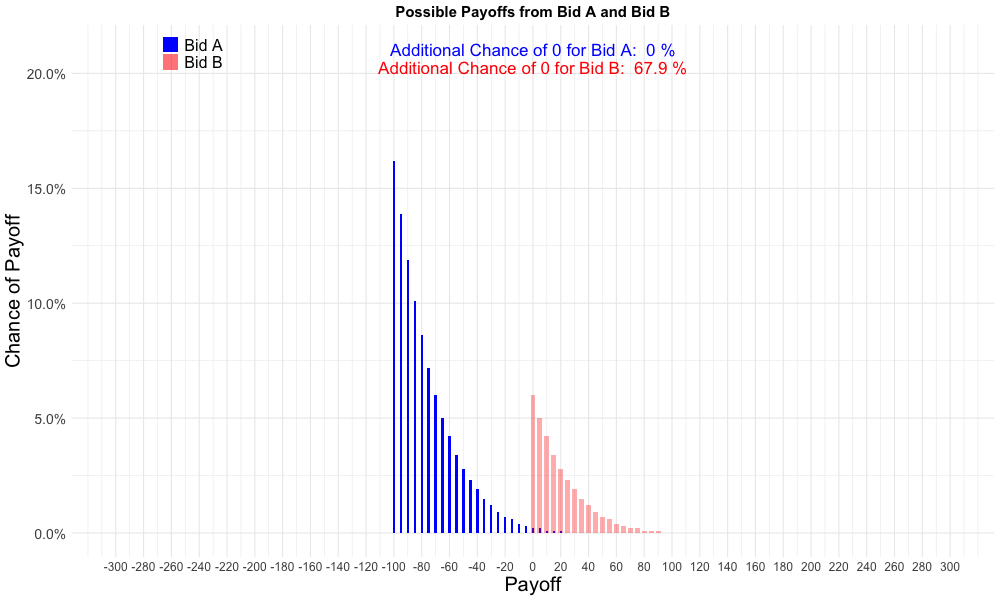 Possible Payoffs from Bid A and Bid B
Bid A
Bid B
Additional Chance of 0 for Bid A:  0 %
Additional Chance of 0 for Bid B:  67.9 %
Chance of Payoff
20.0%
15.0%
10.0%
5.0%
0.0%
-300 -280 -260 -240 -220 -200 -180 -160 -140 -120 -100 -80 -60 -40 -20 0 20 40 60 80 100 120 140 160 180 200 220 240 260 280 300
Payoff